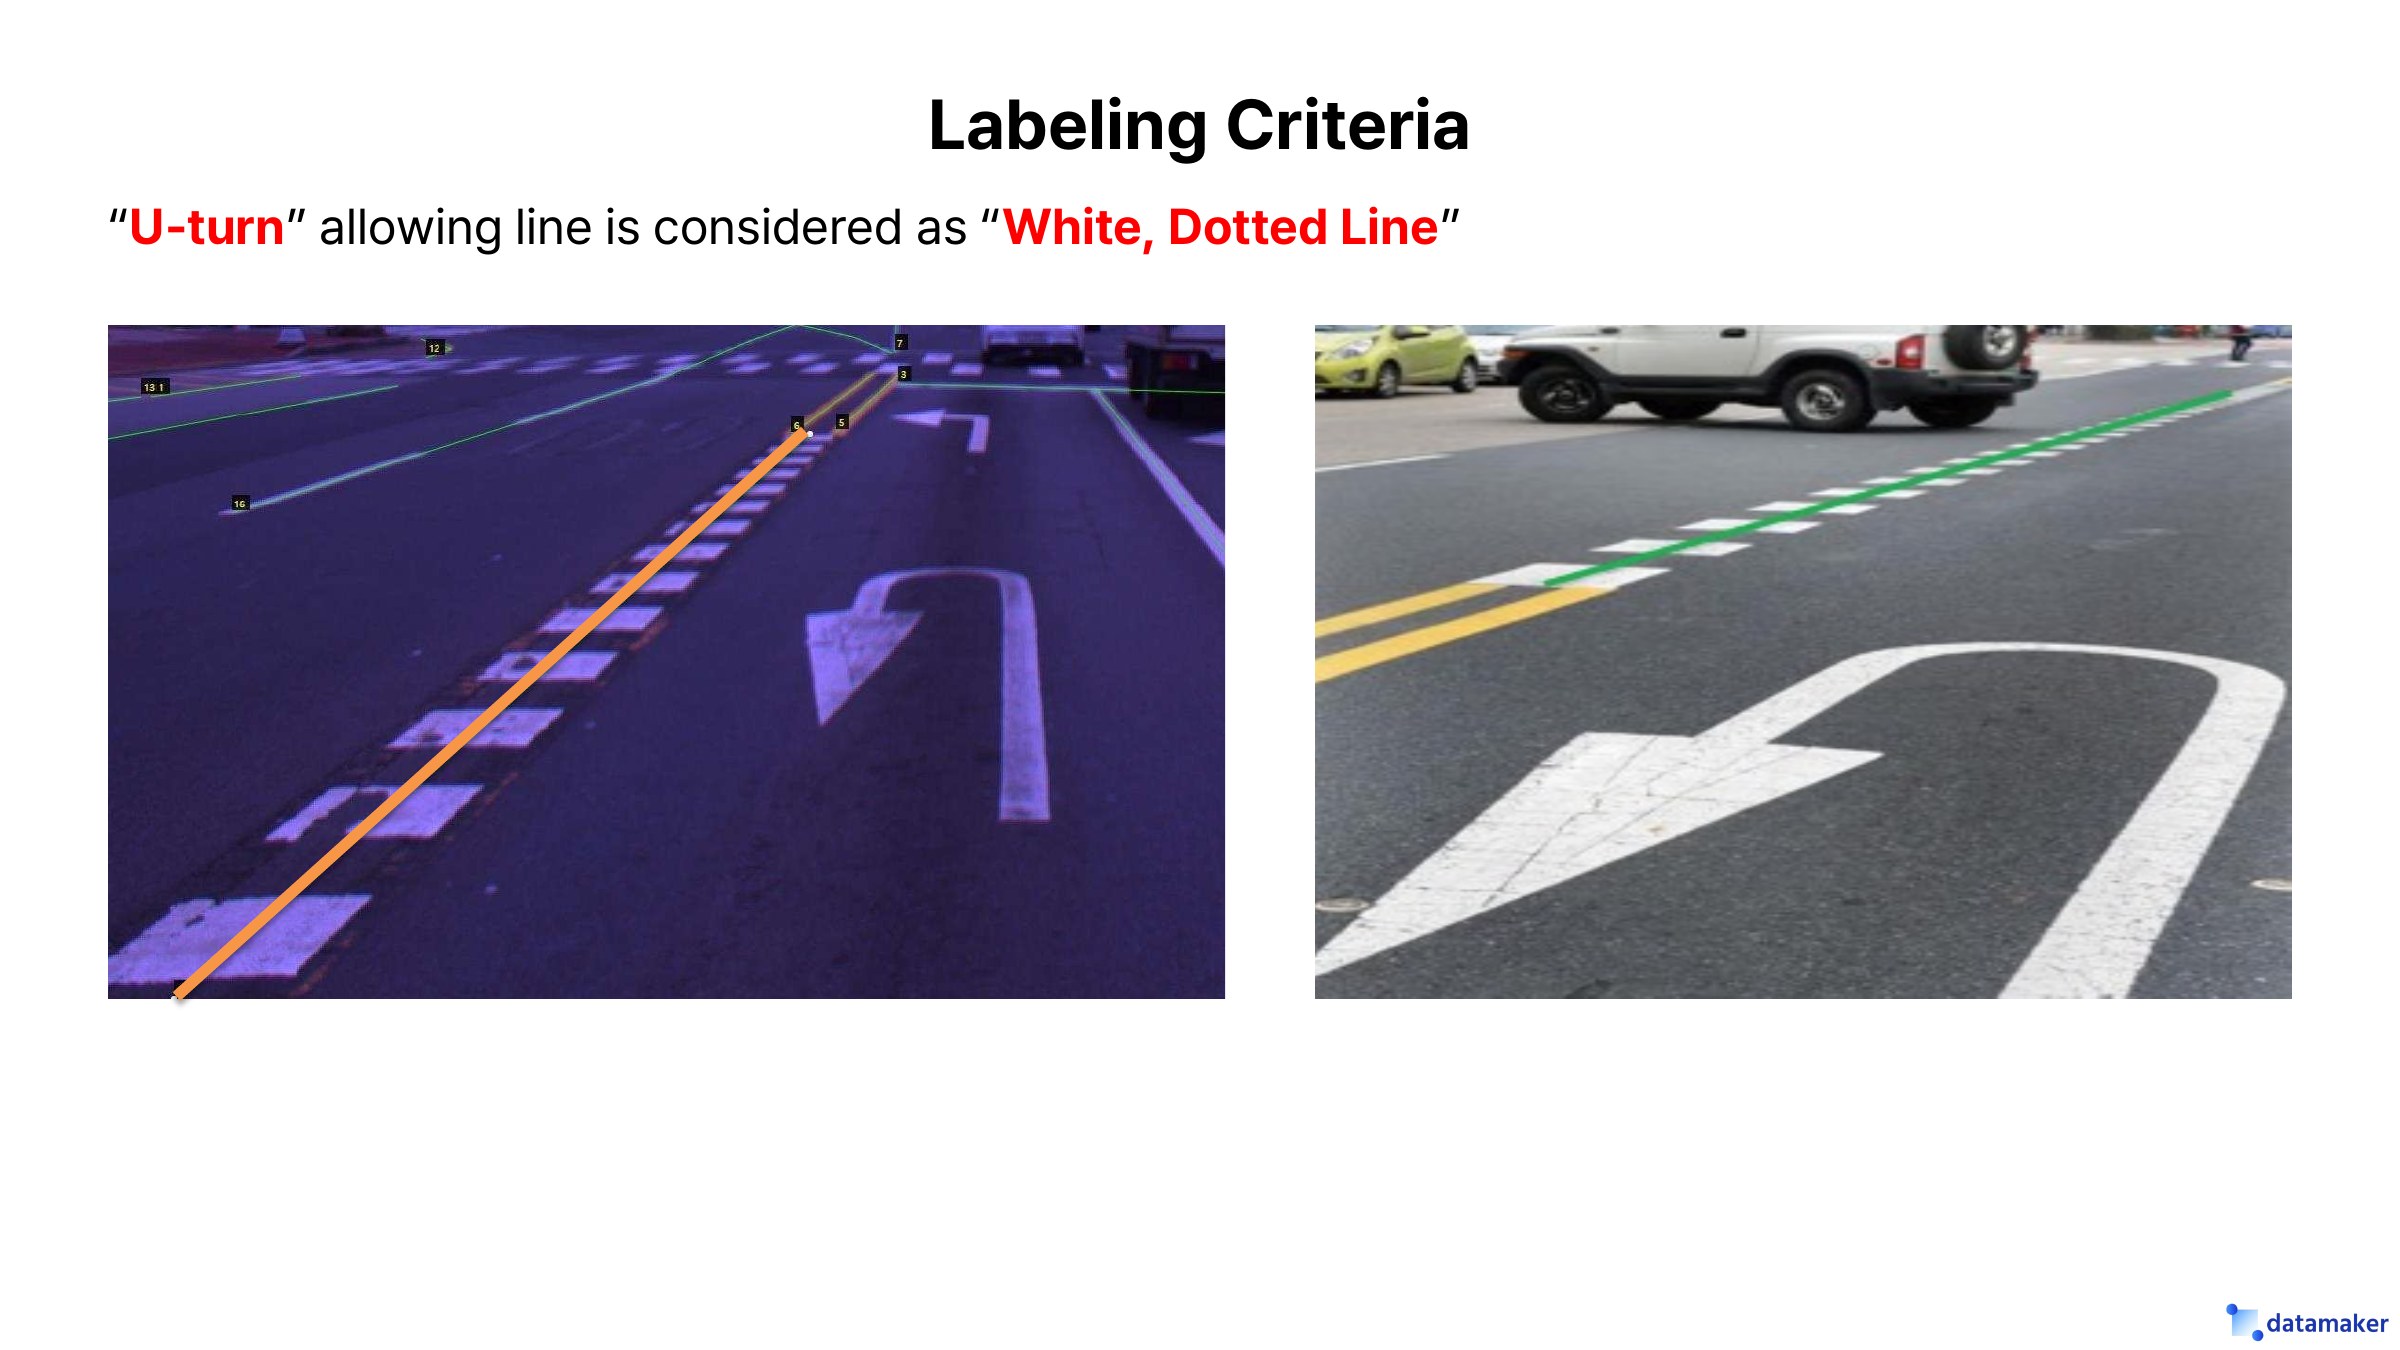 Labeling Criteria
“U-turn” allowing line is considered as “White, Dotted Line”
12
7
13 1
3
6
5
16
datamaker